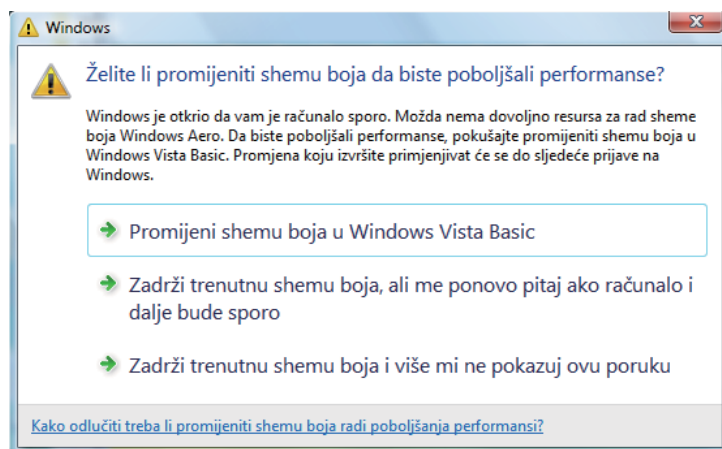 Windows
Želite li promijeniti shemu boja da biste poboljšali performanse?
Windows je otkrio da vam je računalo sporo. Možda nema dovoljno resursa za rad sheme
boja Windows Aero. Da biste poboljšali performanse, pokušajte promijeniti shemu boja u
Windows Vista Basic. Promjena koju izvršite primjenjivat će se do sljedeće prijave na
Windows.
Promijeni shemu boja u Windows Vista Basic
Zadrži trenutnu shemu boja, ali me ponovo pitaj ako računalo i
dalje bude sporo
Zadrži trenutnu shemu boja i više mi ne pokazuj ovu poruku
Kako odlučiti treba li promijeniti shemu boja radi poboljšanja performansi?